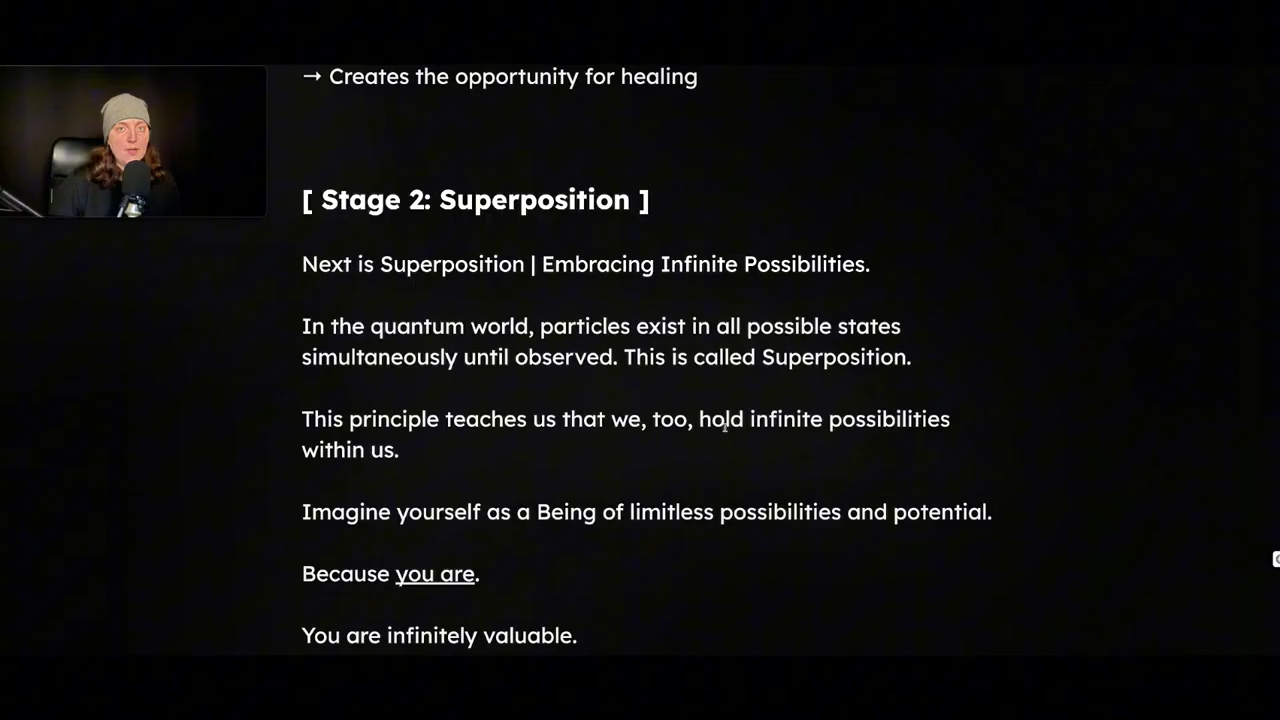 → Creates the opportunity for healing
[ Stage 2: Superposition ]
Next is Superposition | Embracing Infinite Possibilities.
In the quantum world, particles exist in all possible states
simultaneously until observed. This is called Superposition.
This principle teaches us that we, too, hold infinite possibilities
within us.
Imagine yourself as a Being of limitless possibilities and potential.
Because you are.
You are infinitely valuable.